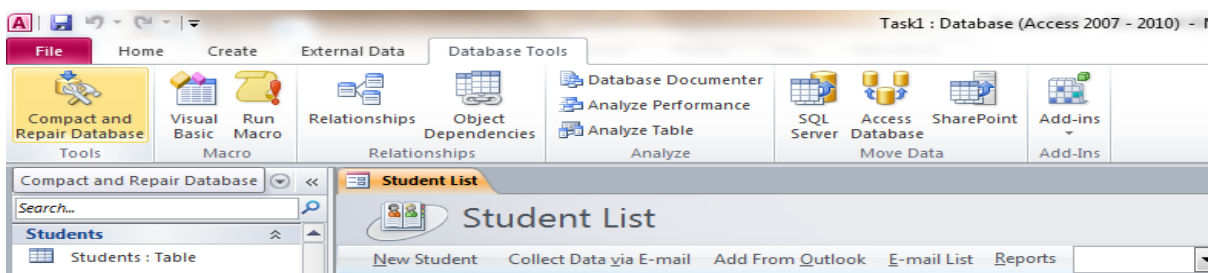 Task1 : Database (Access 2007 - 2010) -
File Home Create External Data Database Tools
Compact and Repair Database
Visual Basic
Run Macro
Relationships
Object Dependencies
Database Documenter
Analyze Performance
Analyze Table
SQL Server
Access Database
SharePoint
Add-ins
Tools Macro Relationships Analyze Move Data Add-Ins
Compact and Repair Database
Student List
Search...
Student List
Students
Students : Table
New Student Collect Data via E-mail Add From Outlook E-mail List Reports